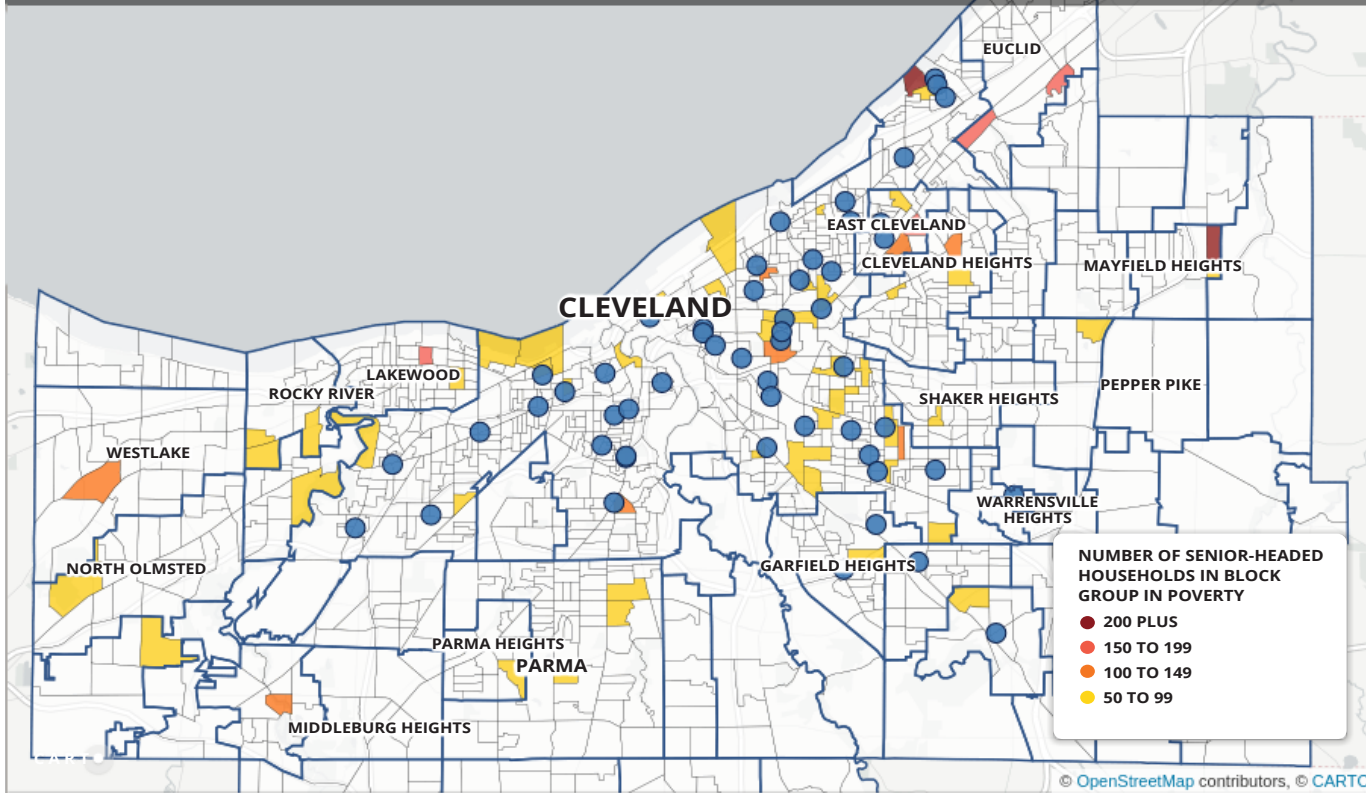 EUCLID
EAST CLEVELAND
CLEVELAND HEIGHTS
MAYFIELD HEIGHTS
CLEVELAND
LAKEWOOD
ROCKY RIVER
PEPPER PIKE
SHAKER HEIGHTS
WESTLAKE
WARRENSVILLE
HEIGHTS
NORTH OLMSTED
GARFIELD HEIGHTS
PARMA HEIGHTS
PARMA
MIDDLEBURG HEIGHTS
NUMBER OF SENIOR-HEADED
HOUSEHOLDS IN BLOCK
GROUP IN POVERTY
200 PLUS
150 TO 199
100 TO 149
50 TO 99
CARTO
© OpenStreetMap contributors, © CARTO